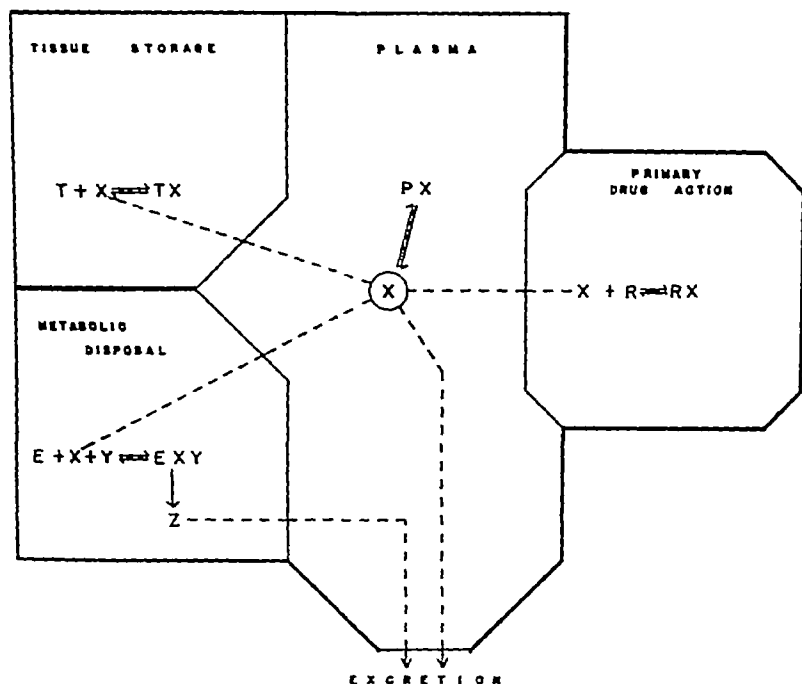 TISSUE STORAGE
PLASMA
PRIMARY
DRUG ACTION
T + X ⇌ TX
PX
X
X + R ⇌ RX
METABOLIC
DISPOSAL
E + X + Y ⇌ EXY
Z
EXCRETION